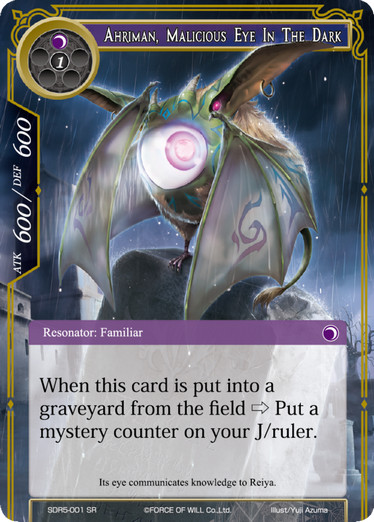 Ahriman, Malicious Eye In The Dark
1
ATK 600 / DEF 600
Resonator: Familiar
When this card is put into a
graveyard from the field ⇨ Put a
mystery counter on your J/ruler.
Its eye communicates knowledge to Reiya.
SDR5-001 SR ©FORCE OF WILL Co.,Ltd. Illust/Yuji Azuma